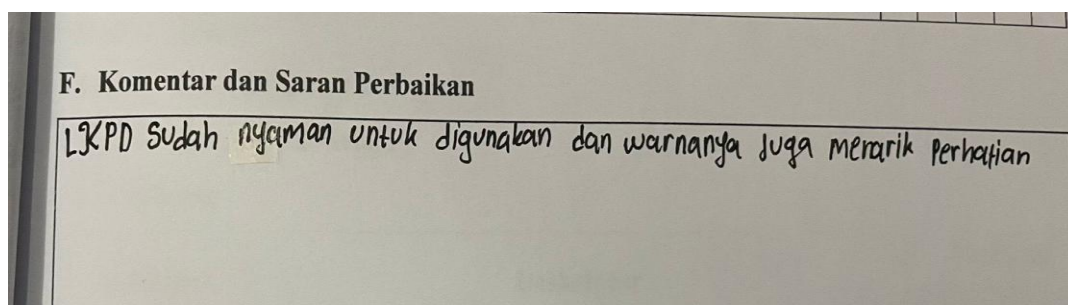 F. Komentar dan Saran Perbaikan
LKPD Sudah nyaman untuk digunakan dan warnanya Juga menarik Perhatian